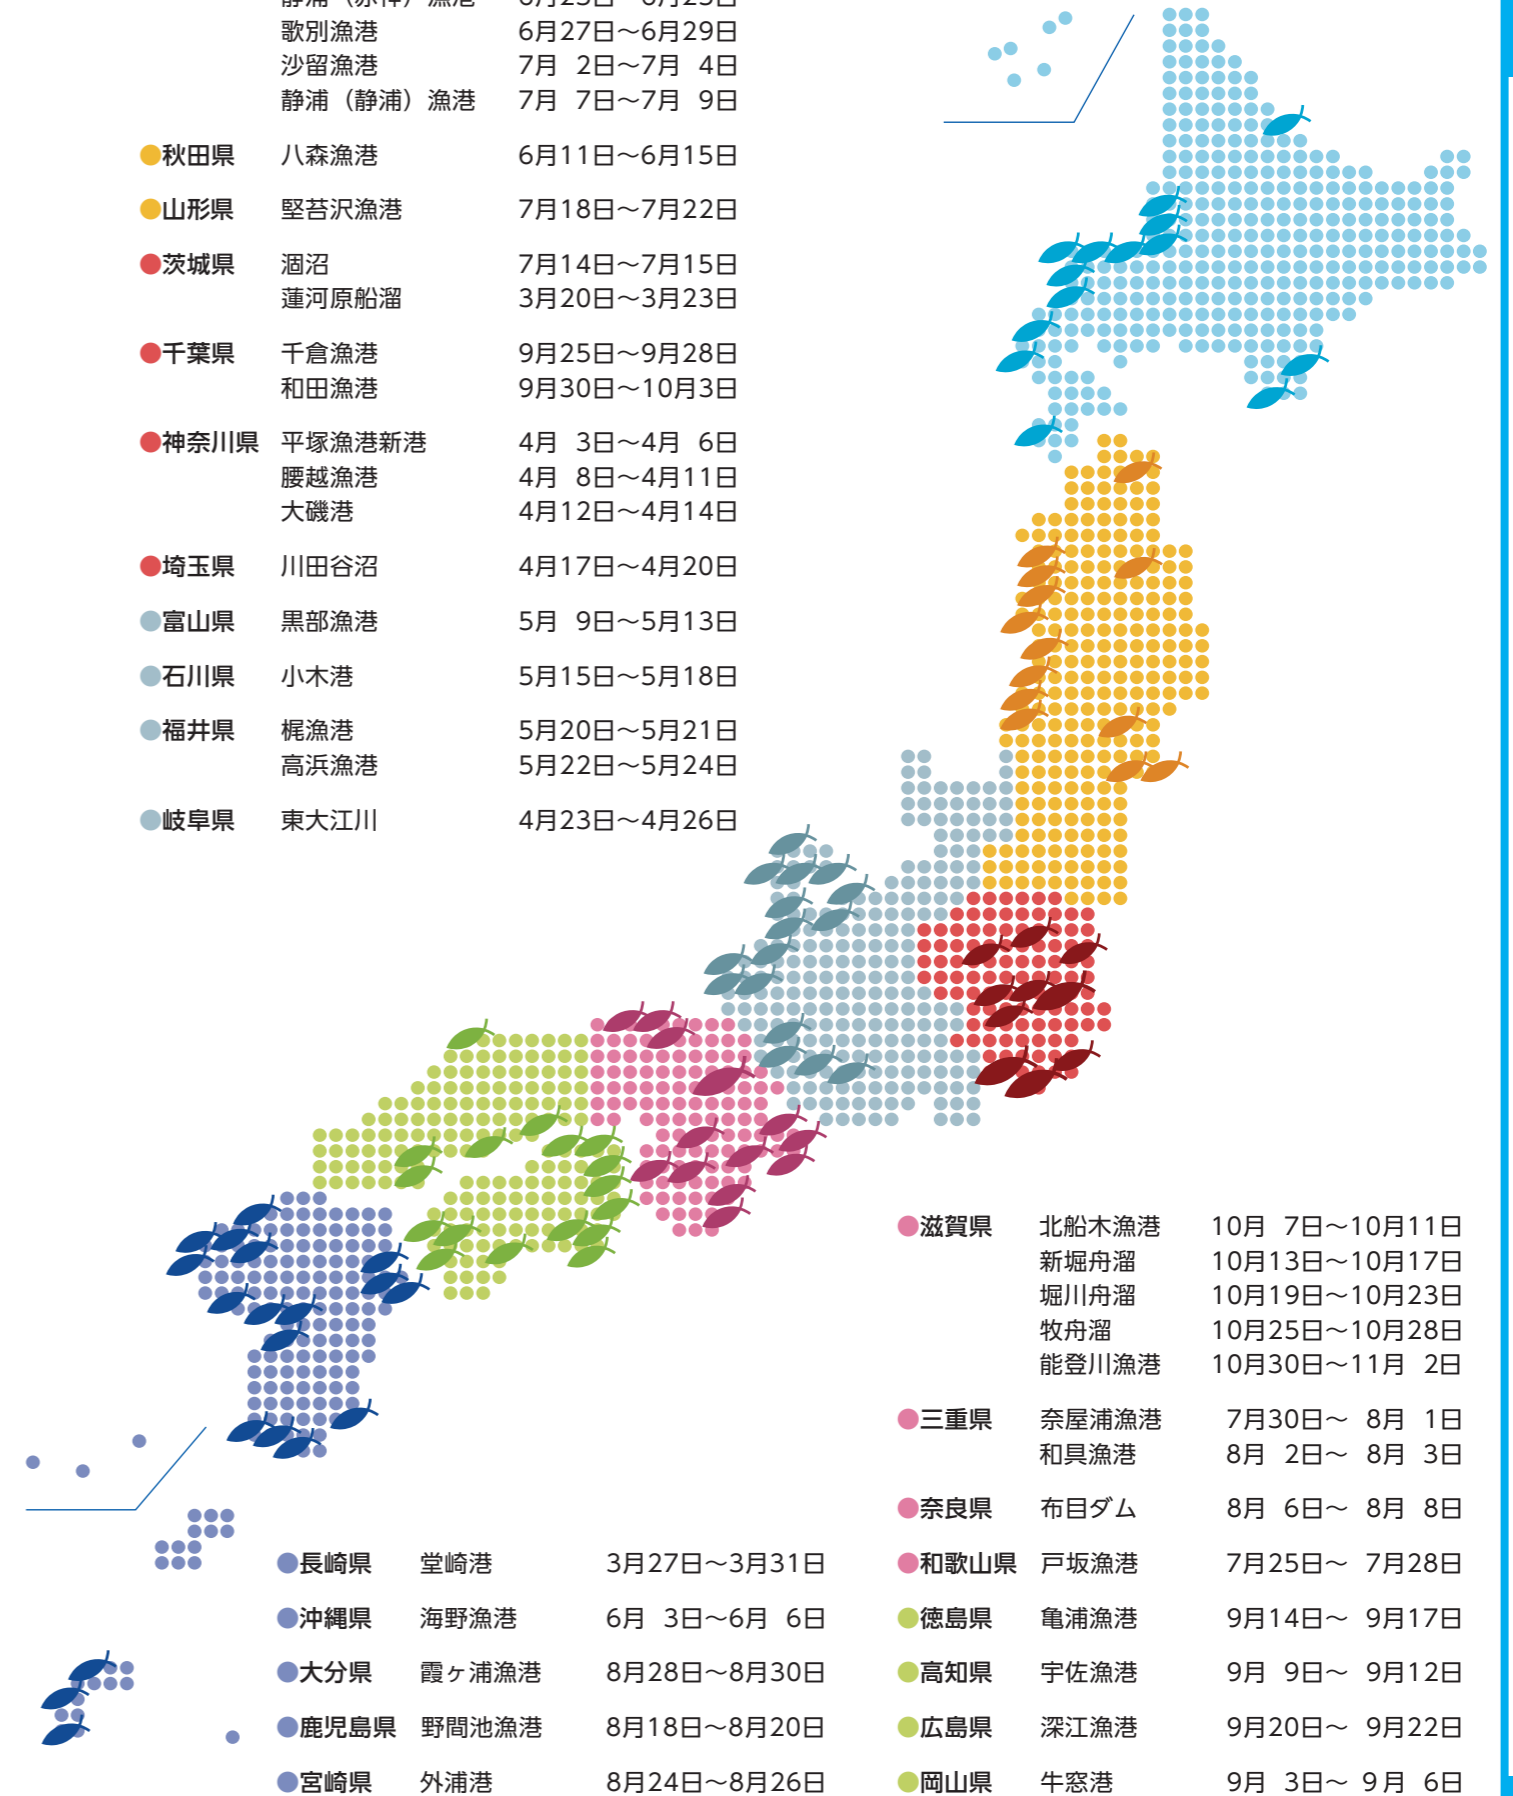 歌別漁港 6月27日～6月29日
沙留漁港 7月 2日～7月 4日
静浦（静浦）漁港 7月 7日～7月 9日
●秋田県 八森漁港 6月11日～6月15日
●山形県 堅苔沢漁港 7月18日～7月22日
●茨城県 涸沼 7月14日～7月15日
蓮河原船溜 3月20日～3月23日
●千葉県 千倉漁港 9月25日～9月28日
和田漁港 9月30日～10月3日
●神奈川県 平塚漁港新港 4月 3日～4月 6日
腰越漁港 4月 8日～4月11日
大磯港 4月12日～4月14日
●埼玉県 川田谷沼 4月17日～4月20日
●富山県 黒部漁港 5月 9日～5月13日
●石川県 小木港 5月15日～5月18日
●福井県 梶漁港 5月20日～5月21日
高浜漁港 5月22日～5月24日
●岐阜県 東大江川 4月23日～4月26日
●滋賀県 北船木漁港 10月 7日～10月11日
新堀舟溜 10月13日～10月17日
堀川舟溜 10月19日～10月23日
牧舟溜 10月25日～10月28日
能登川漁港 10月30日～11月 2日
●三重県 奈屋浦漁港 7月30日～ 8月 1日
和具漁港 8月 2日～ 8月 3日
●奈良県 布目ダム 8月 6日～ 8月 8日
●和歌山県 戸坂漁港 7月25日～ 7月28日
●徳島県 亀浦漁港 9月14日～ 9月17日
●高知県 宇佐漁港 9月 9日～ 9月12日
●広島県 深江漁港 9月20日～ 9月22日
●岡山県 牛窓港 9月 3日～ 9月 6日
●長崎県 堂崎港 3月27日～3月31日
●沖縄県 海野漁港 6月 3日～6月 6日
●大分県 霞ヶ浦漁港 8月28日～8月30日
●鹿児島県 野間池漁港 8月18日～8月20日
●宮崎県 外浦港 8月24日～8月26日